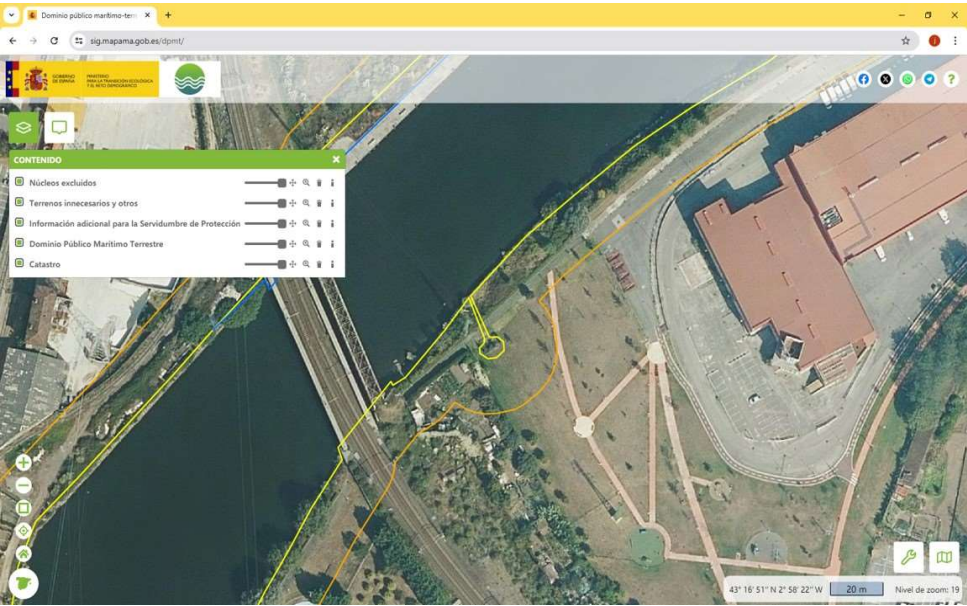 Dominio público marítimo-terr
sig.mapama.gob.es/dpmt/
GOBIERNO
DE ESPAÑA
MINISTERIO
PARA LA TRANSICIÓN ECOLÓGICA
Y EL RETO DEMOGRÁFICO
CONTENIDO
Núcleos excluidos
Terrenos innecesarios y otros
Información adicional para la Servidumbre de Protección
Dominio Público Marítimo Terrestre
Catastro
43° 16' 51'' N 2° 58' 22'' W
20 m
Nivel de zoom: 19